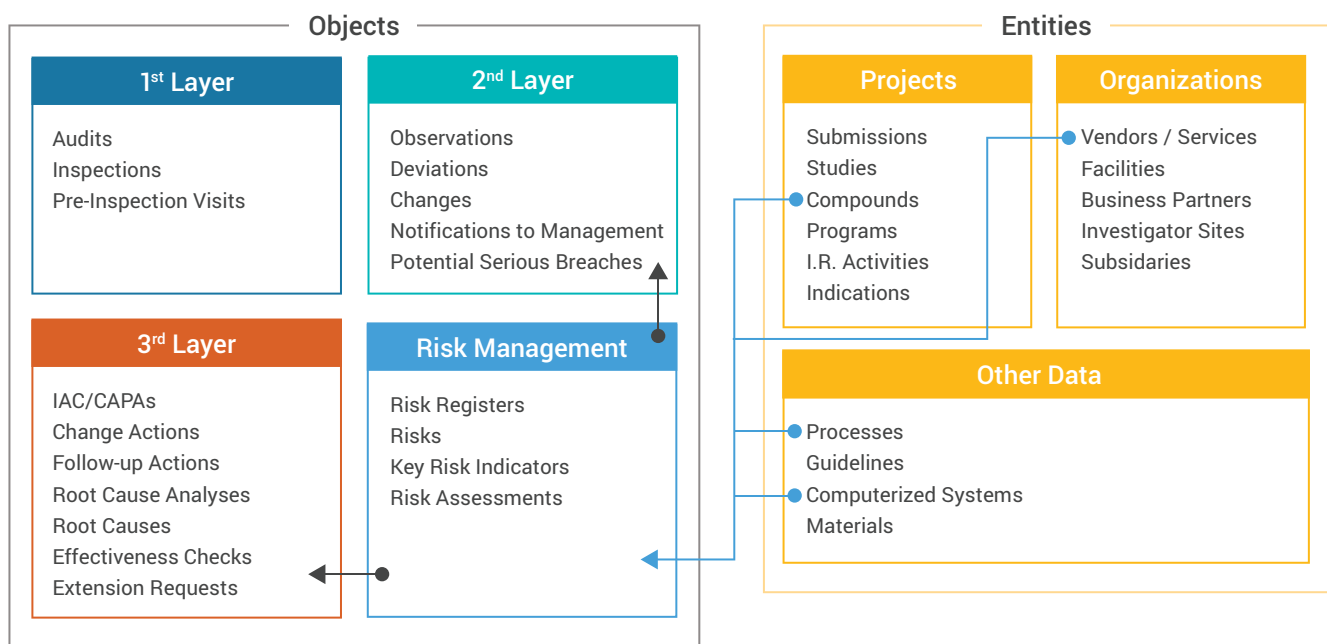 Objects
1st Layer
Audits
Inspections
Pre-Inspection Visits
2nd Layer
Observations
Deviations
Changes
Notifications to Management
Potential Serious Breaches
3rd Layer
IAC/CAPAs
Change Actions
Follow-up Actions
Root Cause Analyses
Root Causes
Effectiveness Checks
Extension Requests
Risk Management
Risk Registers
Risks
Key Risk Indicators
Risk Assessments
Entities
Projects
Submissions
Studies
Compounds
Programs
I.R. Activities
Indications
Organizations
Vendors / Services
Facilities
Business Partners
Investigator Sites
Subsidaries
Other Data
Processes
Guidelines
Computerized Systems
Materials